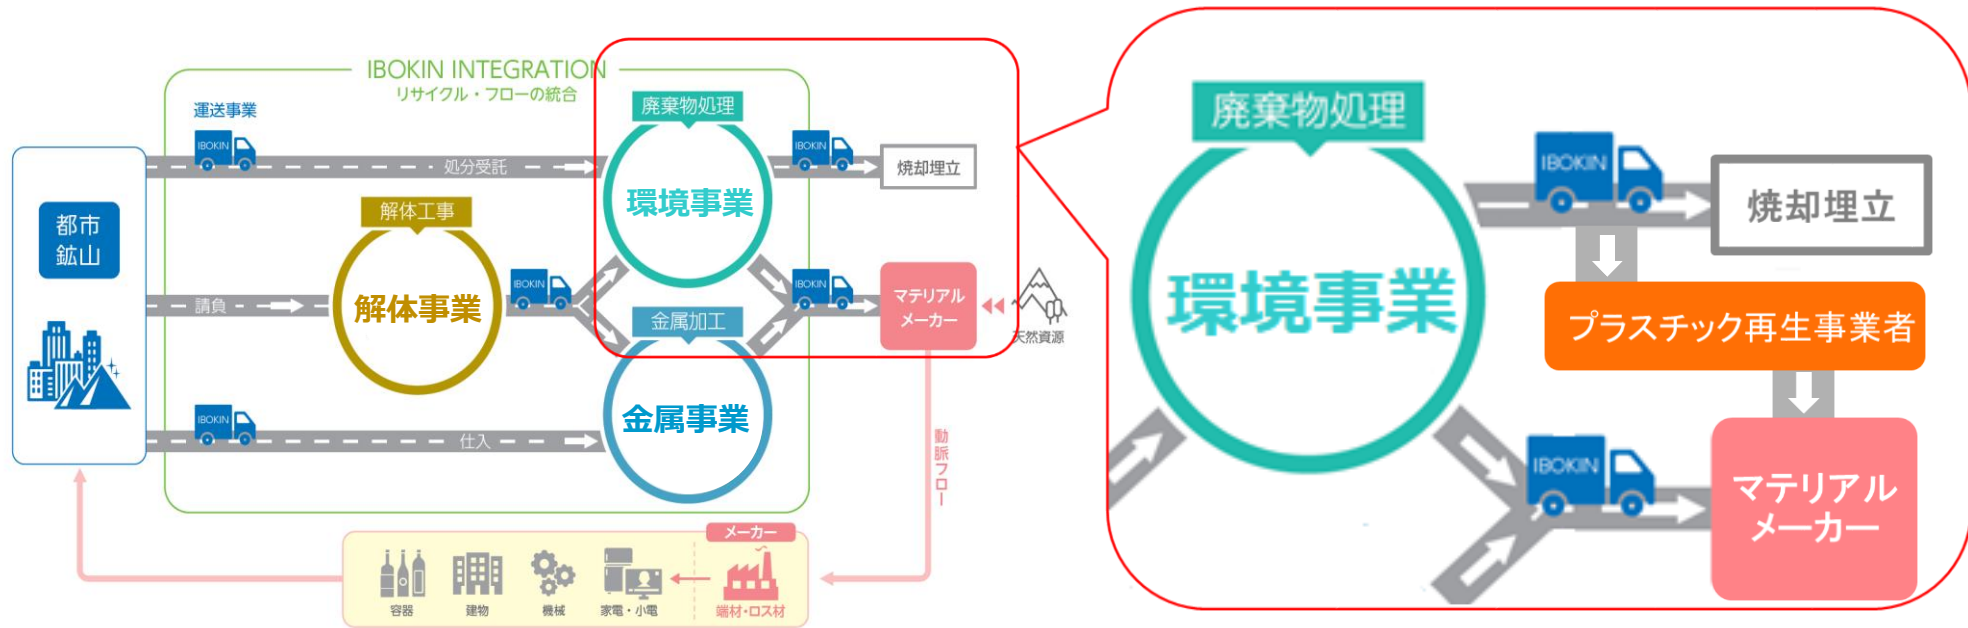 IBOKIN INTEGRATION
リサイクル・フローの統合
運送事業
IBOKIN
処分受託
廃棄物処理
環境事業
IBOKIN
焼却埋立
都市
鉱山
解体工事
解体事業
請負
IBOKIN
IBOKIN
マテリアル
メーカー
天然資源
金属加工
金属事業
IBOKIN
仕入
動脈フロー
メーカー
容器
建物
機械
家電・小電
端材・ロス材
廃棄物処理
環境事業
IBOKIN
焼却埋立
プラスチック再生事業者
IBOKIN
マテリアル
メーカー